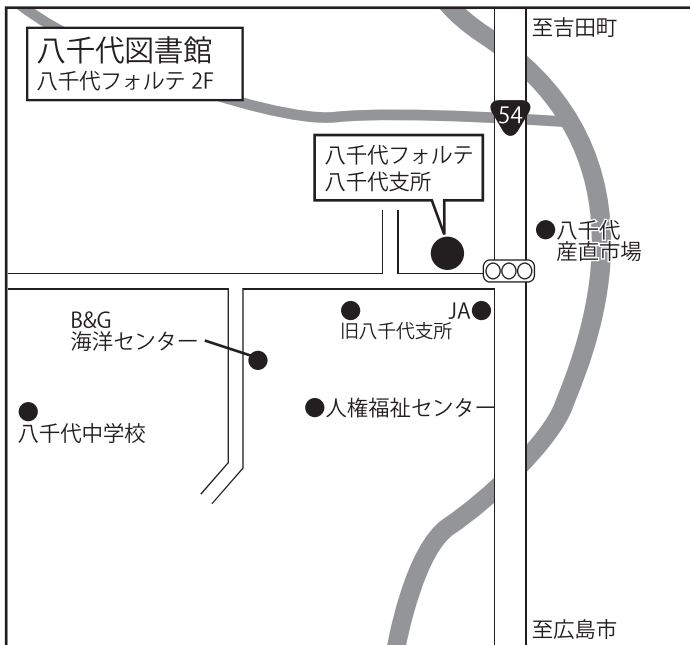 至吉田町
八千代図書館
八千代フォルテ 2F
54
八千代フォルテ
八千代支所
八千代
産直市場
B&G
海洋センター
JA
旧八千代支所
人権福祉センター
八千代中学校
至広島市